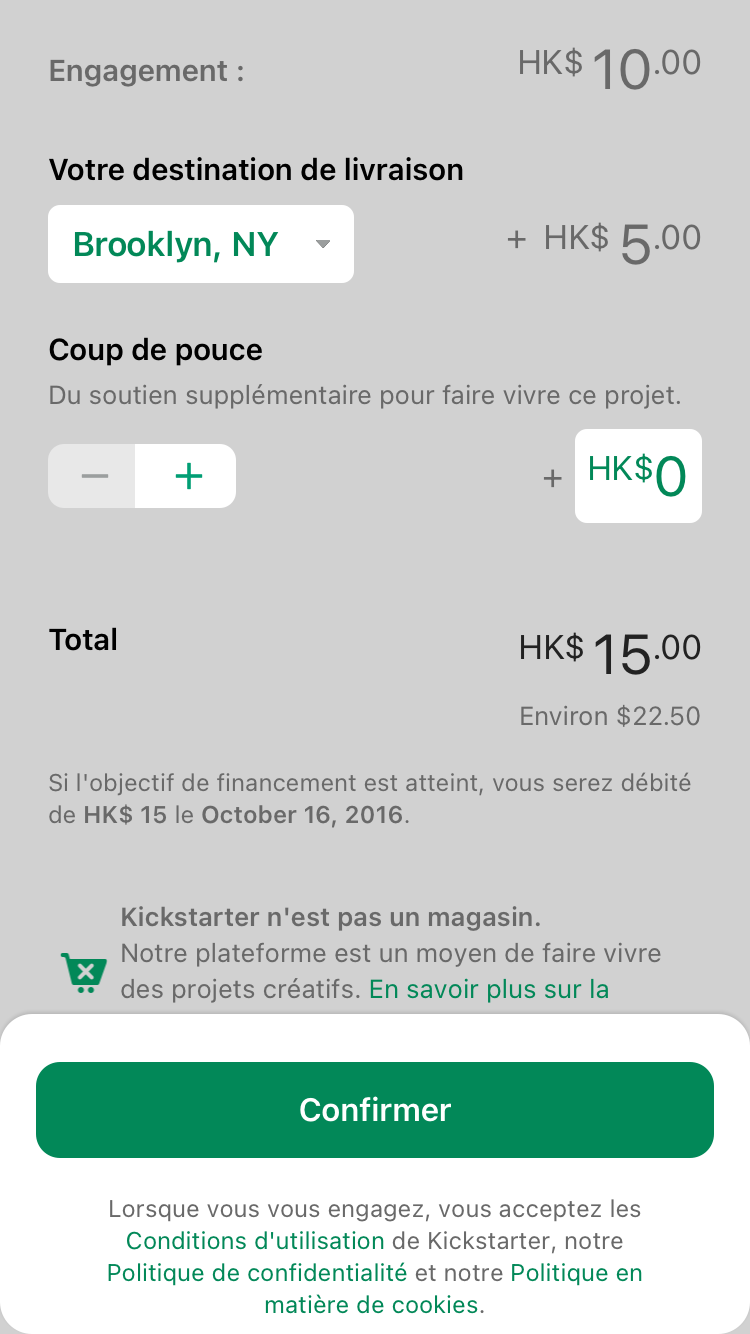 Engagement :
HK$ 10.00
Votre destination de livraison
Brooklyn, NY
+ HK$ 5.00
Coup de pouce
Du soutien supplémentaire pour faire vivre ce projet.
− +
+ HK$0
Total
HK$ 15.00
Environ $22.50
Si l'objectif de financement est atteint, vous serez débité
de HK$ 15 le October 16, 2016.
Kickstarter n'est pas un magasin.
Notre plateforme est un moyen de faire vivre
des projets créatifs. En savoir plus sur la
Confirmer
Lorsque vous vous engagez, vous acceptez les
Conditions d'utilisation de Kickstarter, notre
Politique de confidentialité et notre Politique en
matière de cookies.